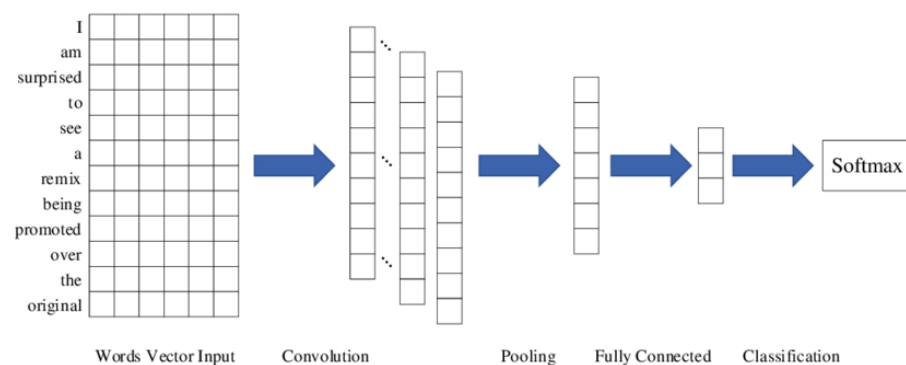 I
am
surprised
to
see
a
remix
being
promoted
over
the
original
Softmax
Words Vector Input
Convolution
Pooling
Fully Connected
Classification